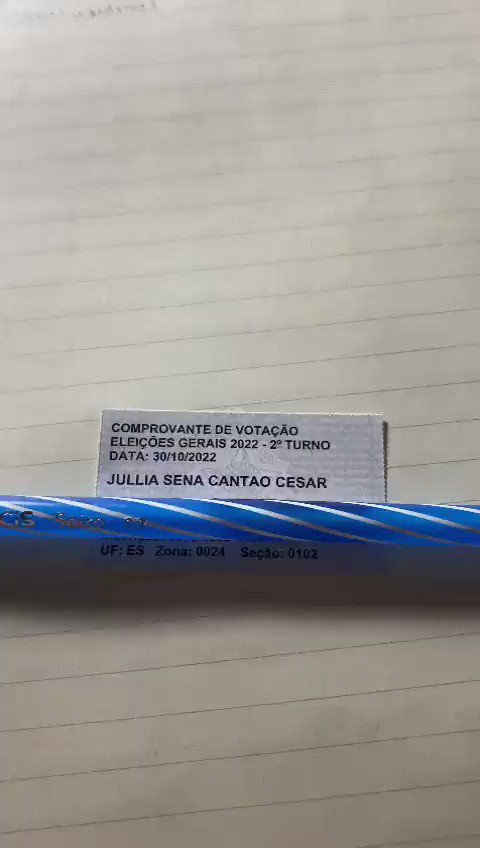 COMPROVANTE DE VOTAÇÃO
ELEIÇÕES GERAIS 2022 - 2º TURNO
DATA: 30/10/2022
JULLIA SENA CANTAO CESAR
CiS
UF: ES Zona: 0024 Seção: 0102